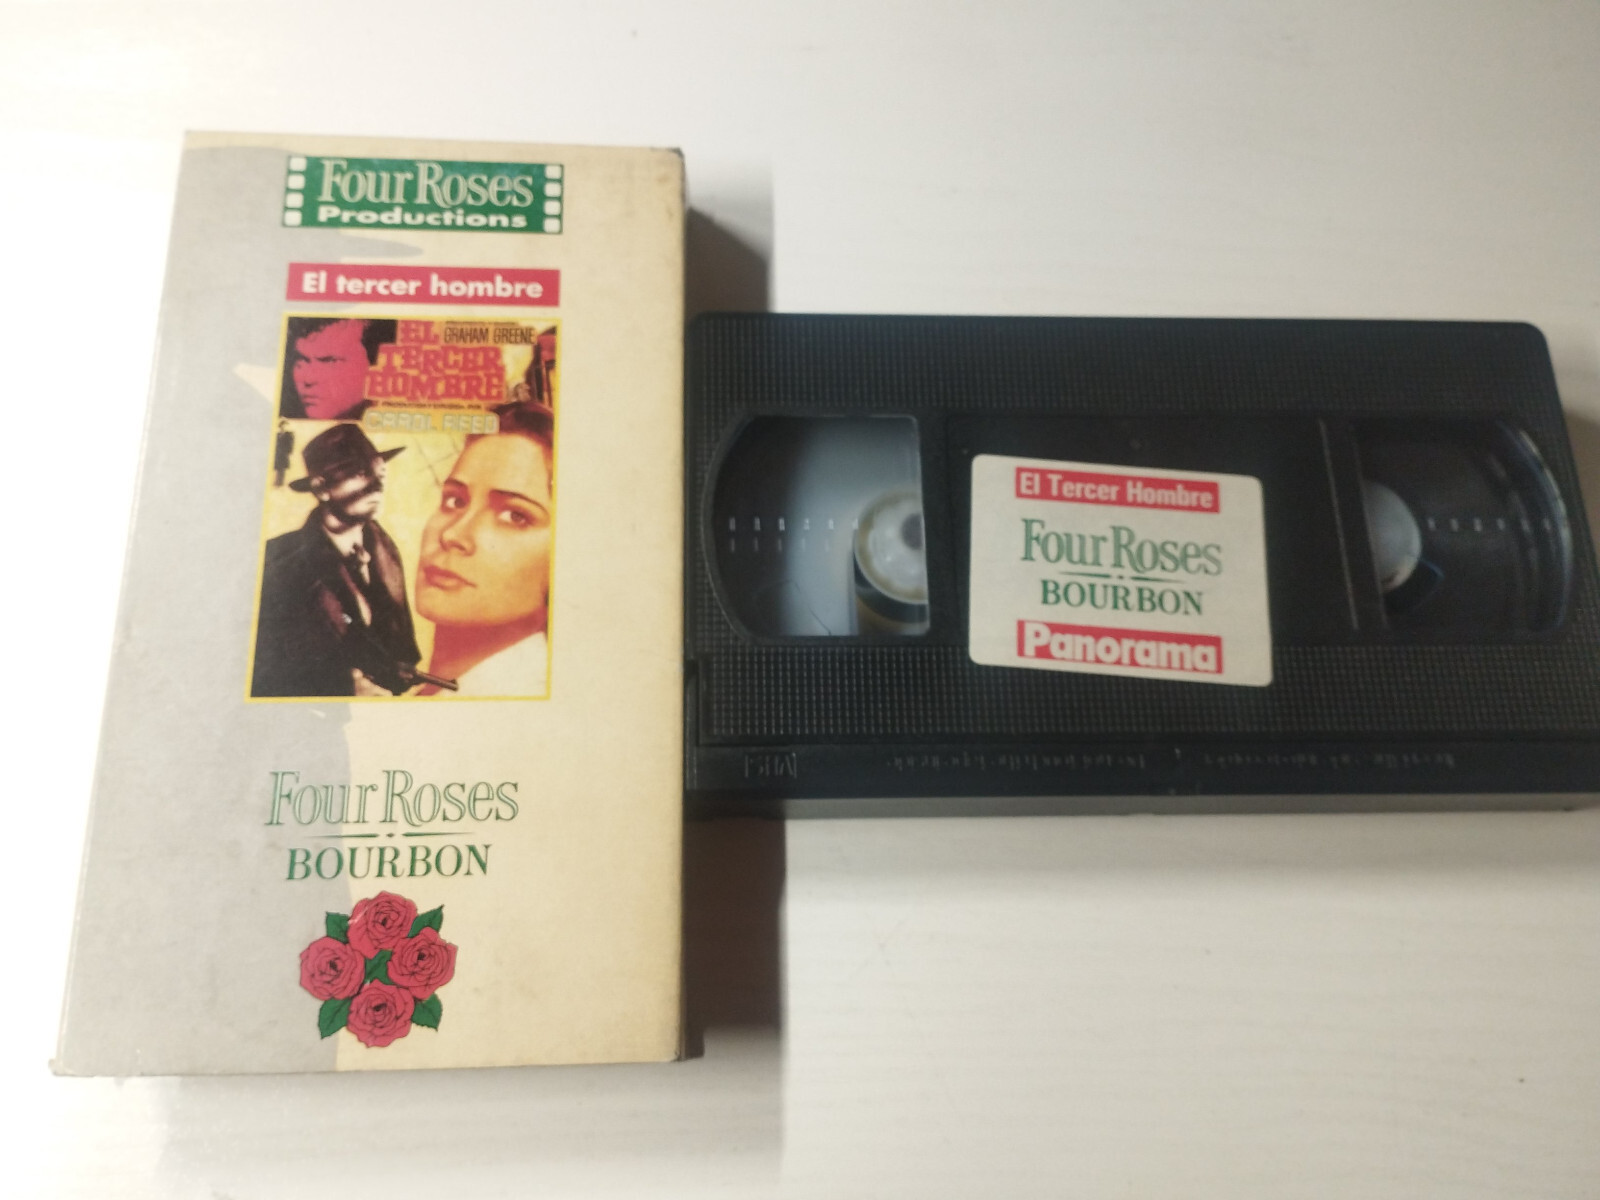 Four Roses
Productions
El tercer hombre
EL
GRAHAM GREENE
TERCER
HOMBRE
CAROL REED
Four Roses
BOURBON
El Tercer Hombre
Four Roses
BOURBON
Panorama
VHS